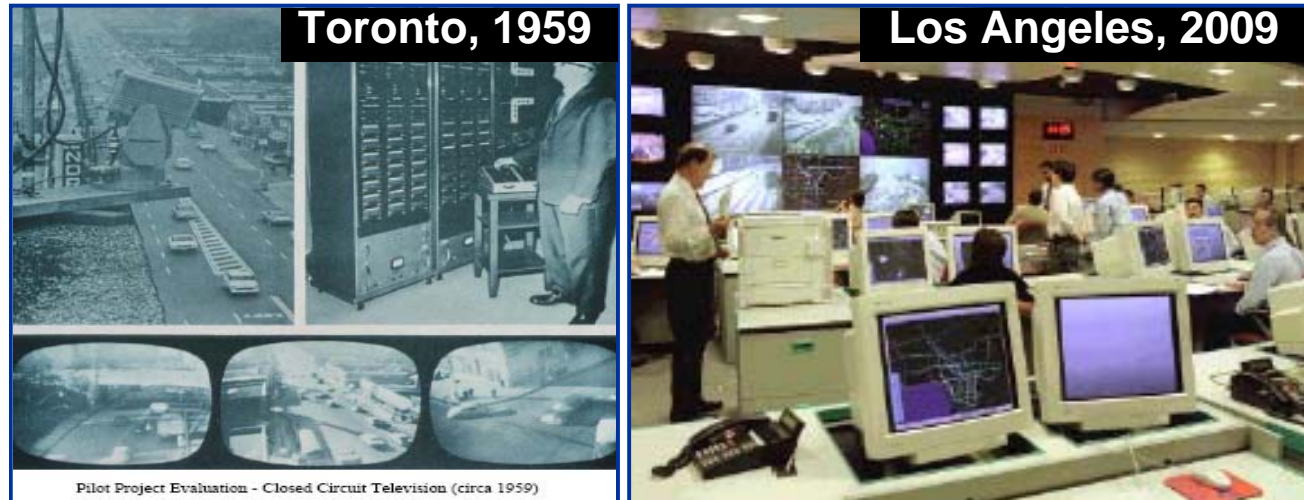 Toronto, 1959
Los Angeles, 2009
Pilot Project Evaluation - Closed Circuit Television (circa 1959)